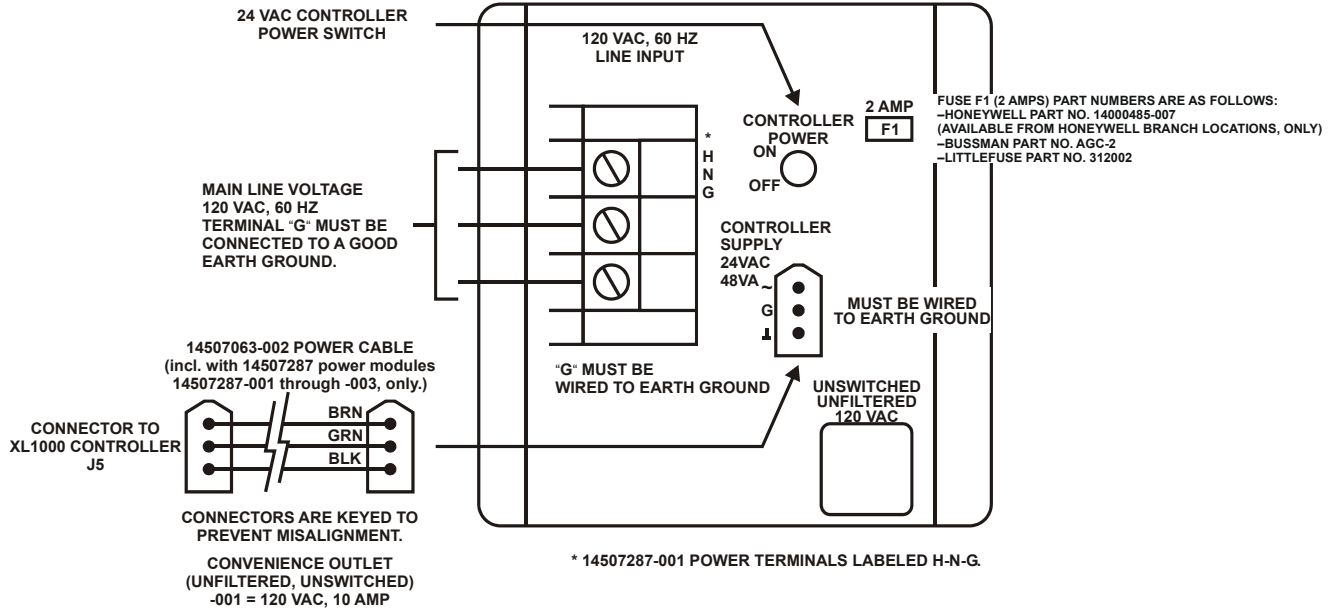 24 VAC CONTROLLER
POWER SWITCH
120 VAC, 60 HZ
LINE INPUT
*
H
N
G
CONTROLLER
POWER
ON
OFF
2 AMP
F1
FUSE F1 (2 AMPS) PART NUMBERS ARE AS FOLLOWS:
–HONEYWELL PART NO. 14000485-007
(AVAILABLE FROM HONEYWELL BRANCH LOCATIONS, ONLY)
–BUSSMAN PART NO. AGC-2
–LITTLEFUSE PART NO. 312002
MAIN LINE VOLTAGE
120 VAC, 60 HZ
TERMINAL “G“ MUST BE
CONNECTED TO A GOOD
EARTH GROUND.
CONTROLLER
SUPPLY
24VAC
48VA
~
G
MUST BE WIRED
TO EARTH GROUND
“G“ MUST BE
WIRED TO EARTH GROUND
UNSWITCHED
UNFILTERED
120 VAC
14507063-002 POWER CABLE
(incl. with 14507287 power modules
14507287-001 through -003, only.)
BRN
GRN
BLK
CONNECTOR TO
XL1000 CONTROLLER
J5
CONNECTORS ARE KEYED TO
PREVENT MISALIGNMENT.
CONVENIENCE OUTLET
(UNFILTERED, UNSWITCHED)
-001 = 120 VAC, 10 AMP
* 14507287-001 POWER TERMINALS LABELED H-N-G.